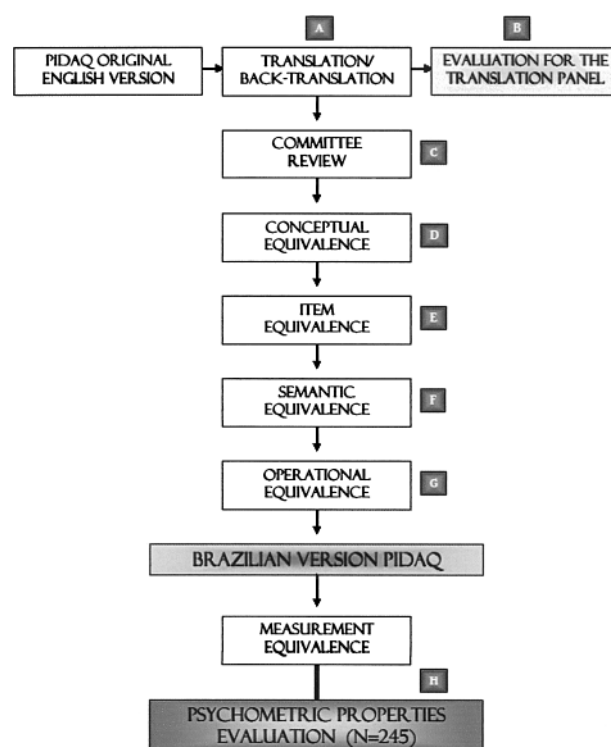 A
B
PIDAQ ORIGINAL
ENGLISH VERSION
TRANSLATION/
BACK-TRANSLATION
EVALUATION FOR THE
TRANSLATION PANEL
COMMITTEE
REVIEW
C
CONCEPTUAL
EQUIVALENCE
D
ITEM
EQUIVALENCE
E
SEMANTIC
EQUIVALENCE
F
OPERATIONAL
EQUIVALENCE
G
BRAZILIAN VERSION PIDAQ
MEASUREMENT
EQUIVALENCE
H
PSYCHOMETRIC PROPERTIES
EVALUATION (N=245)